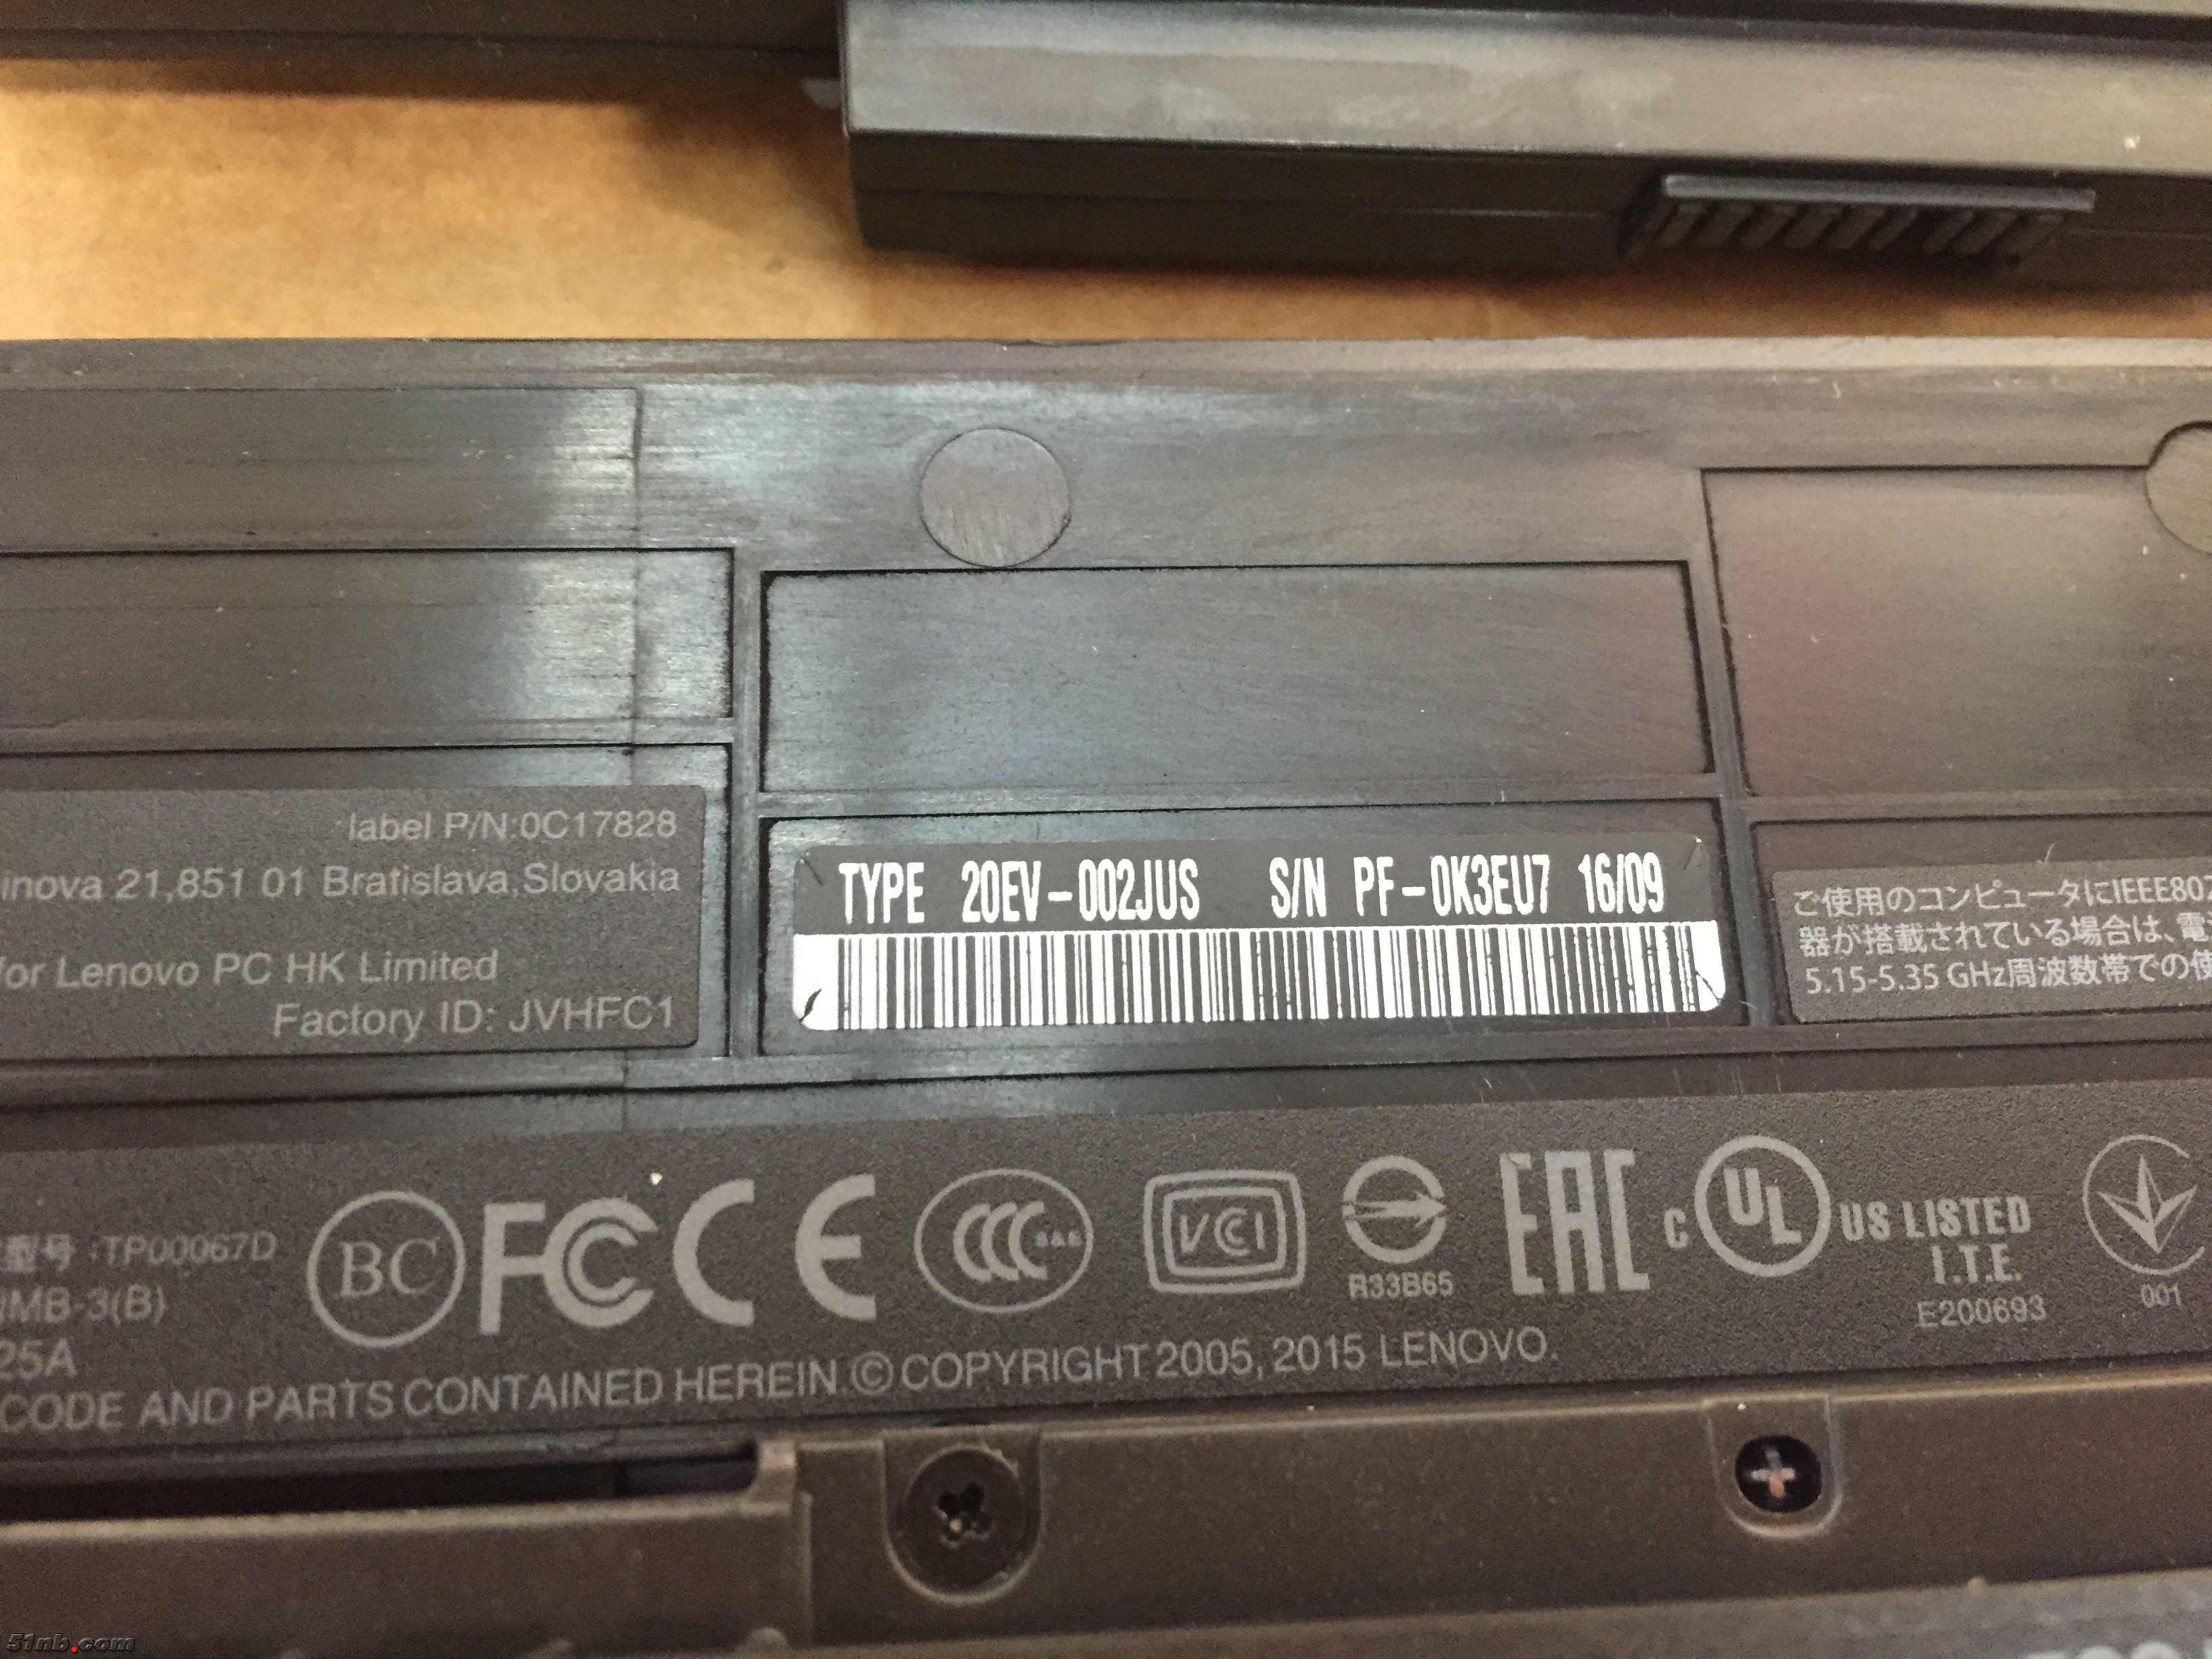 label P/N:0C17828
inova 21,851 01 Bratislava,Slovakia
for Lenovo PC HK Limited
Factory ID: JVHFC1
TYPE 20EV-002JUS S/N PF-0K3EU7 16/09
ご使用のコンピュータにIEEE802
器が搭載されている場合は、電
5.15-5.35 GHz周波数帯での使
型号 :TP00067D
MB-3(B)
25A
BC FC CE CCC S&E VCCI
R33B65
EAC
c UL US LISTED
I.T.E.
E200693
001
CODE AND PARTS CONTAINED HEREIN.© COPYRIGHT 2005, 2015 LENOVO.
51nb.com